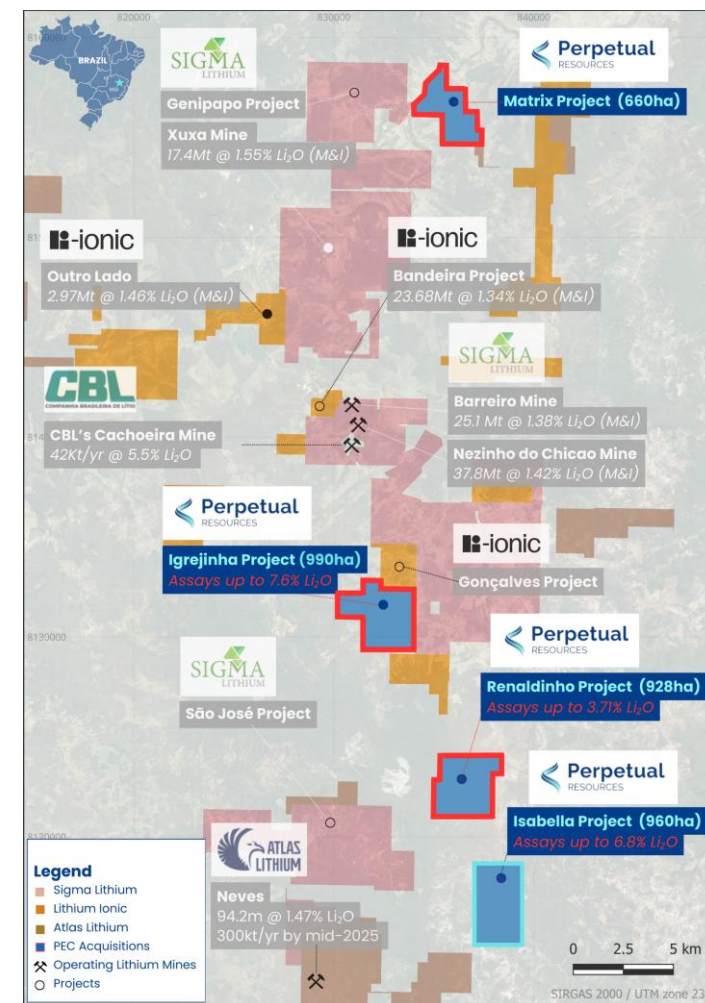 820000
830000
840000
8160000
BRAZIL
SIGMA
LITHIUM
Perpetual
RESOURCES
Genipapo Project
Matrix Project (660ha)
Xuxa Mine
17.4Mt @ 1.55% Li₂O (M&I)
-ionic
-ionic
Outro Lado
2.97Mt @ 1.46% Li₂O (M&I)
Bandeira Project
23.68Mt @ 1.34% Li₂O (M&I)
SIGMA
LITHIUM
CBL
COMPANHIA BRASILEIRA DE LÍTIO
Barreiro Mine
25.1 Mt @ 1.38% Li₂O (M&I)
CBL's Cachoeira Mine
42Kt/yr @ 5.5% Li₂O
Nezinho do Chicao Mine
37.8Mt @ 1.42% Li₂O (M&I)
Perpetual
RESOURCES
-ionic
Igrejinha Project (990ha)
Assays up to 7.6% Li₂O
Gonçalves Project
8130000
Perpetual
RESOURCES
SIGMA
LITHIUM
Renaldinho Project (928ha)
Assays up to 3.71% Li₂O
São José Project
Perpetual
RESOURCES
Isabella Project (960ha)
Assays up to 6.8% Li₂O
ATLAS
LITHIUM
Neves
94.2m @ 1.47% Li₂O
300kt/yr by mid-2025
Legend
Sigma Lithium
Lithium Ionic
Atlas Lithium
PEC Acquisitions
Operating Lithium Mines
Projects
0 2.5 5 km
SIRGAS 2000 / UTM zone 23